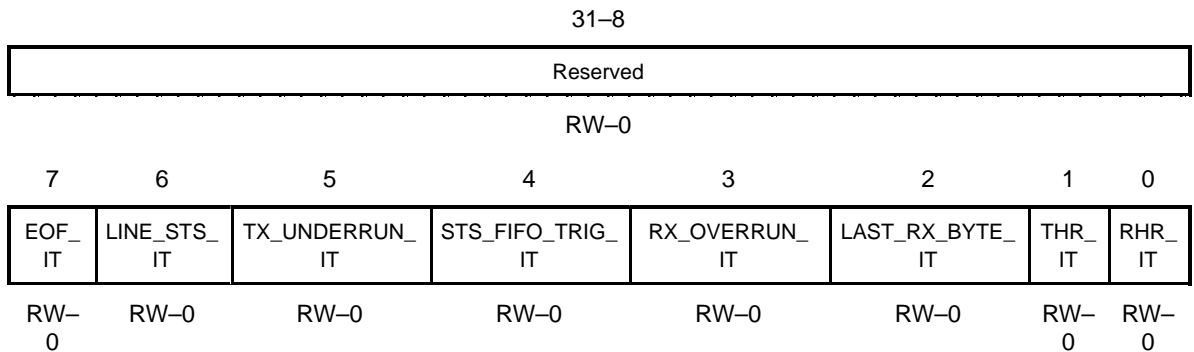 31–8
Reserved
RW–0
7 6 5 4 3 2 1 0
EOF_ LINE_STS_ TX_UNDERRUN_ STS_FIFO_TRIG_ RX_OVERRUN_ LAST_RX_BYTE_ THR_ RHR_
IT IT IT IT IT IT IT IT
RW– RW–0 RW–0 RW–0 RW–0 RW–0 RW– RW–
0 0 0